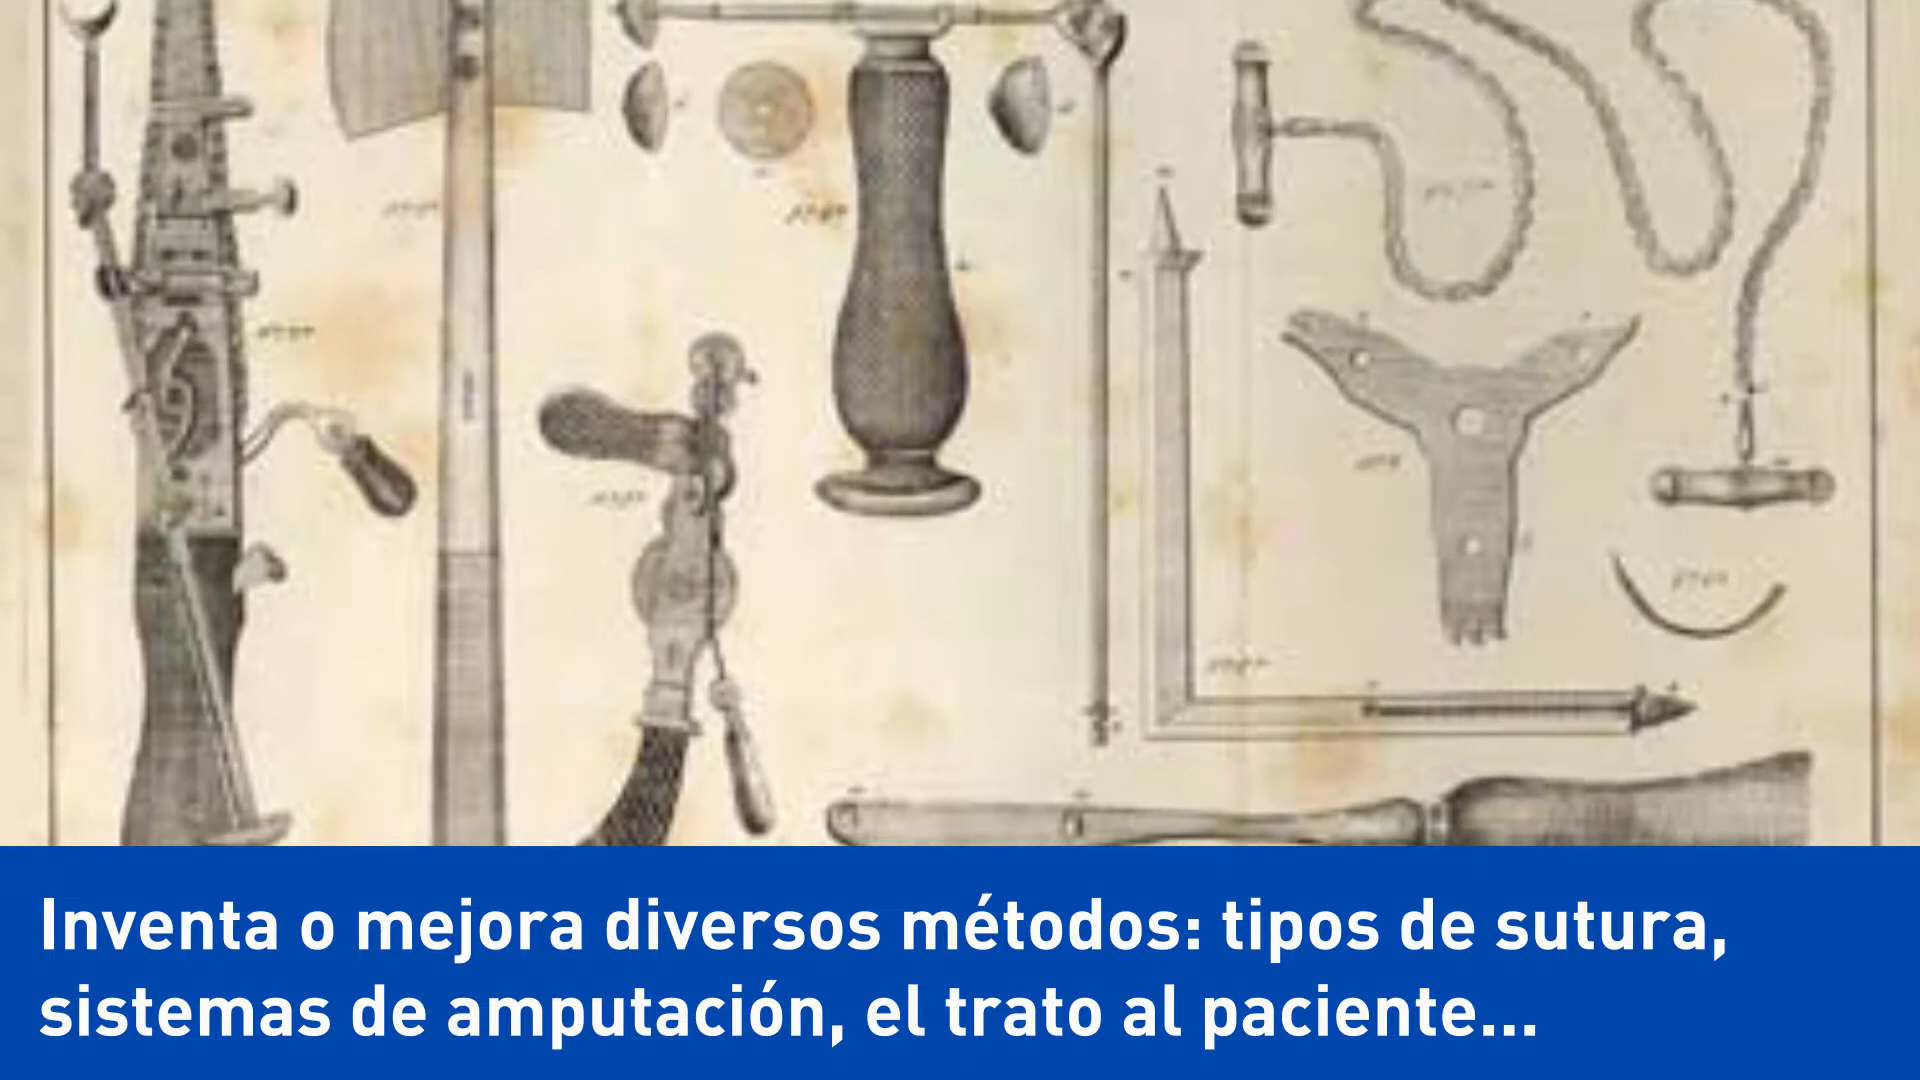 Inventa o mejora diversos métodos: tipos de sutura,
sistemas de amputación, el trato al paciente...